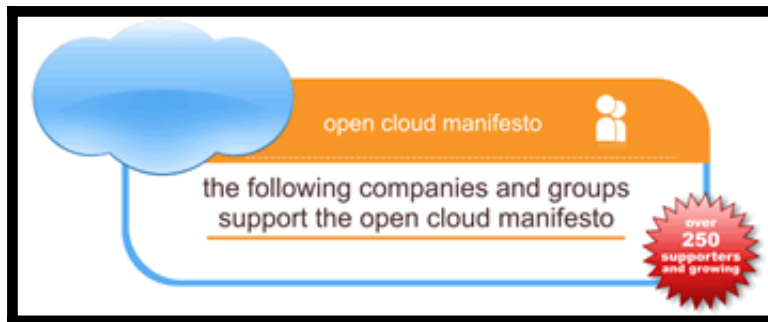 open cloud manifesto
the following companies and groups
support the open cloud manifesto
over
250
supporters
and growing